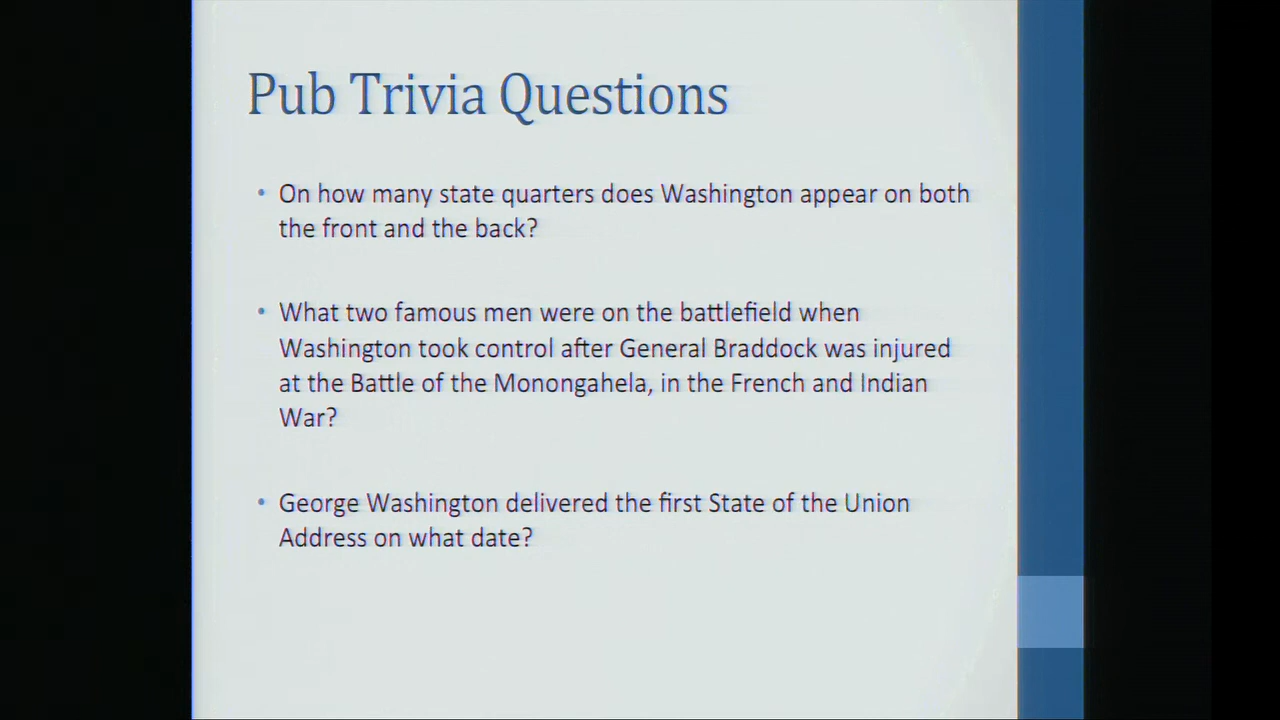 Pub Trivia Questions
• On how many state quarters does Washington appear on both
the front and the back?
• What two famous men were on the battlefield when
Washington took control after General Braddock was injured
at the Battle of the Monongahela, in the French and Indian
War?
• George Washington delivered the first State of the Union
Address on what date?